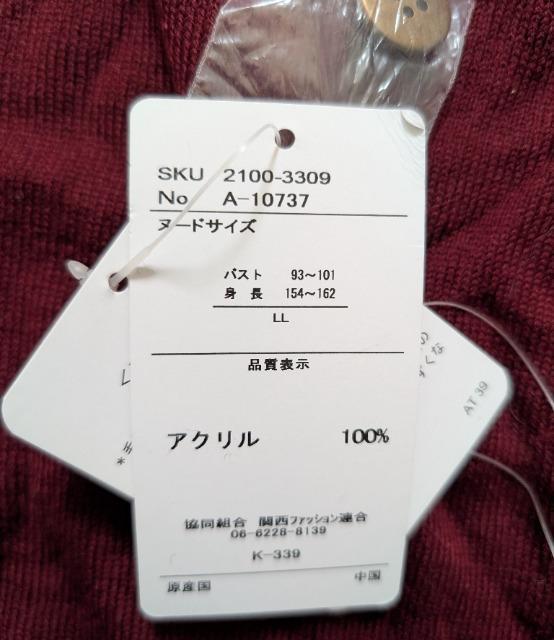 SKU 2100-3309
No A-10737
ヌードサイズ
バスト 93～101
身長 154～162
LL
品質表示
アクリル 100%
協同組合 関西ファッション連合
06-6228-8139
K-339
原産国 中国
AT 39